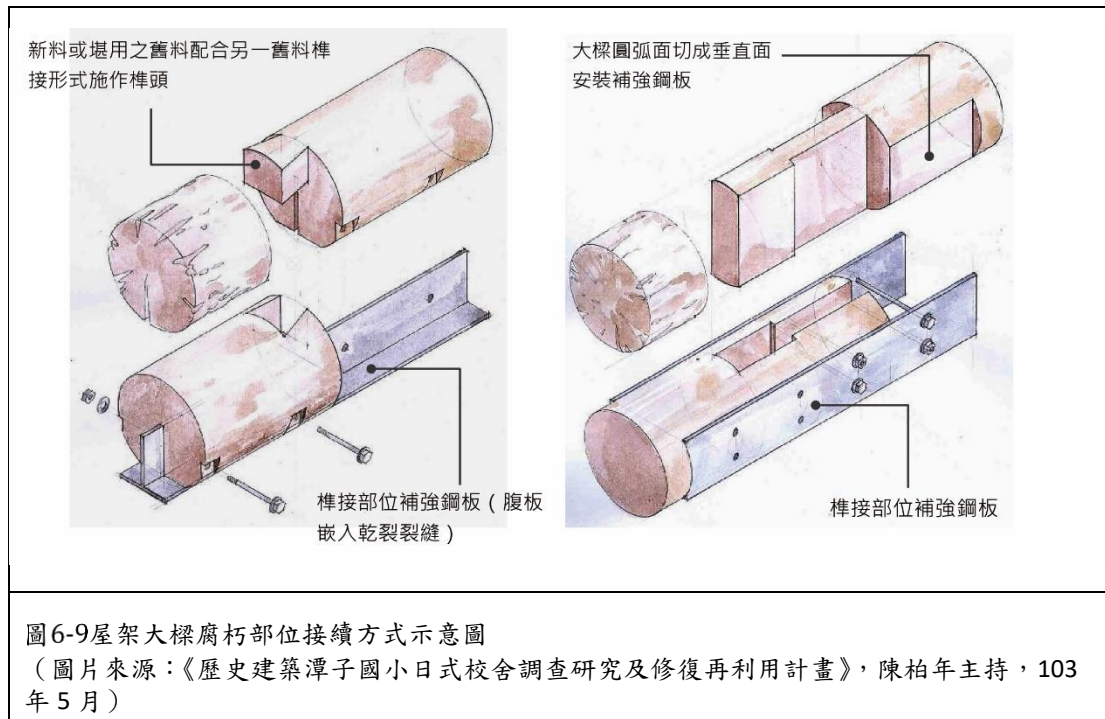 新料或堪用之舊料配合另一舊料榫
接形式施作榫頭
大樑圓弧面切成垂直面
安裝補強鋼板
榫接部位補強鋼板（腹板
嵌入乾裂裂縫）
榫接部位補強鋼板
圖6-9屋架大樑腐朽部位接續方式示意圖
（圖片來源：《歷史建築潭子國小日式校舍調查研究及修復再利用計畫》，陳柏年主持，103
年 5 月）